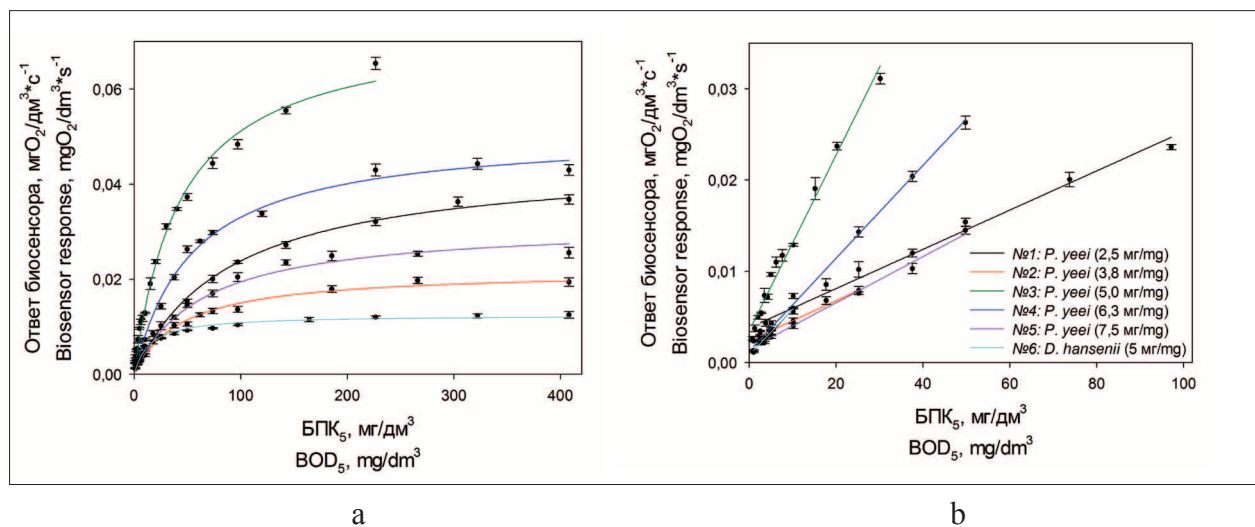 Ответ биосенсора, мгО₂/дм³*с⁻¹
Biosensor response, mgO₂/dm³*s⁻¹
0,06
0,04
0,02
0,00
0
100
200
300
400
БПК₅, мг/дм³
BOD₅, mg/dm³
ответ биосенсора, мгО₂/дм³*с⁻¹
Biosensor response, mgO₂/dm³*s⁻¹
0,03
0,02
0,01
0,00
0
20
40
60
80
100
БПК₅, мг/дм³
BOD₅, mg/dm³
№1: P. yeei (2,5 мг/mg)
№2: P. yeei (3,8 мг/mg)
№3: P. yeei (5,0 мг/mg)
№4: P. yeei (6,3 мг/mg)
№5: P. yeei (7,5 мг/mg)
№6: D. hansenii (5 мг/mg)
a
b